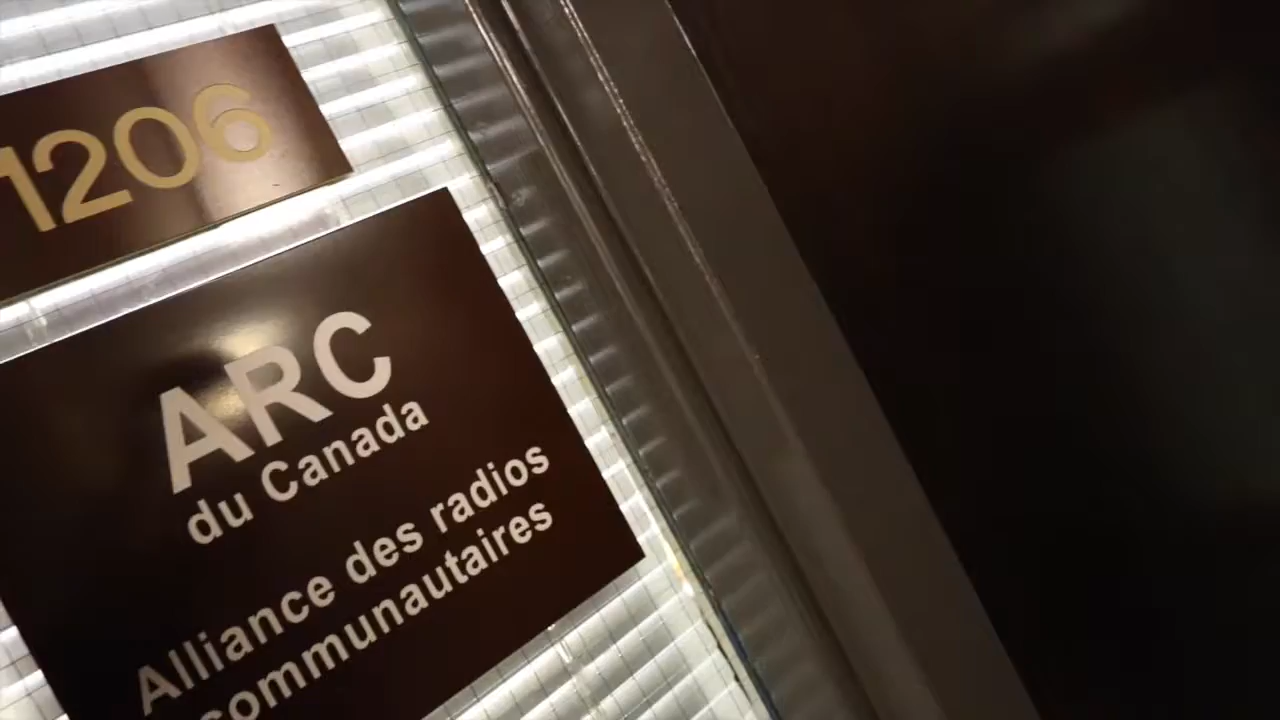 1206
ARC
du Canada
Alliance des radios
communautaires